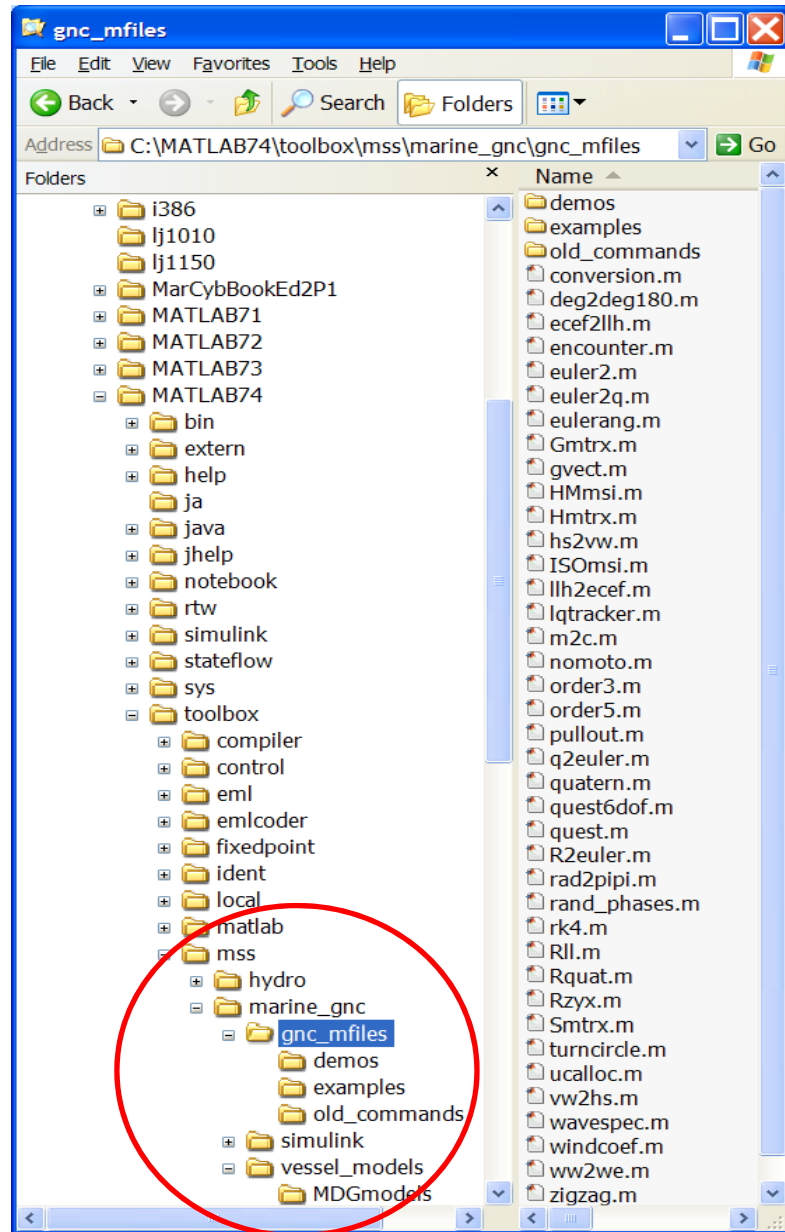 gnc_mfiles
File Edit View Favorites Tools Help
Back Search Folders
Address C:\MATLAB74\toolbox\mss\marine_gnc\gnc_mfiles Go
Folders
i386
lj1010
lj1150
MarCybBookEd2P1
MATLAB71
MATLAB72
MATLAB73
MATLAB74
bin
extern
help
ja
java
jhelp
notebook
rtw
simulink
stateflow
sys
toolbox
compiler
control
eml
emlcoder
fixedpoint
ident
local
matlab
mss
hydro
marine_gnc
gnc_mfiles
demos
examples
old_commands
simulink
vessel_models
MDGmodels
Name
demos
examples
old_commands
conversion.m
deg2deg180.m
ecef2llh.m
encounter.m
euler2.m
euler2q.m
eulerang.m
Gmtrx.m
gvect.m
HMmsi.m
Hmtrx.m
hs2vw.m
ISOmsi.m
llh2ecef.m
lqtracker.m
m2c.m
nomoto.m
order3.m
order5.m
pullout.m
q2euler.m
quatern.m
quest6dof.m
quest.m
R2euler.m
rad2pipi.m
rand_phases.m
rk4.m
Rll.m
Rquat.m
Rzyx.m
Smtrx.m
turncircle.m
ucalloc.m
vw2hs.m
wavespec.m
windcoef.m
ww2we.m
zigzag.m